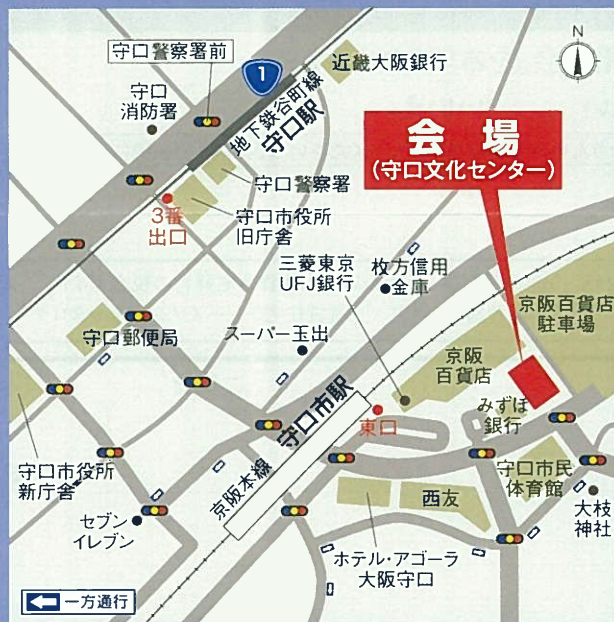 N
守口警察署前
1
近畿大阪銀行
守口
消防署
地下鉄谷町線
守口駅
会場
(守口文化センター)
守口警察署
3番
出口
守口市役所
旧庁舎
三菱東京
UFJ銀行
枚方信用
金庫
京阪百貨店
駐車場
守口郵便局
スーパー玉出
京阪
百貨店
守口市駅
東口
みずほ
銀行
守口市役所
新庁舎
京阪本線
守口市民
体育館
西友
大枝
神社
セブン
イレブン
ホテル・アゴーラ
大阪守口
一方通行